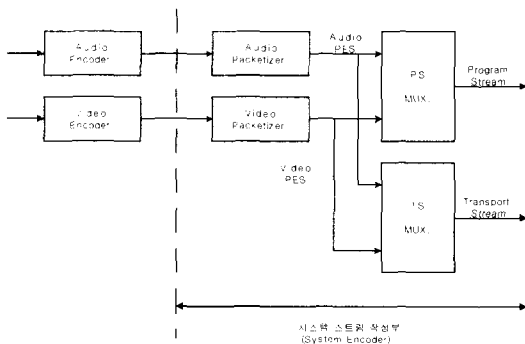 Audio
Encoder
Audio
Packetizer
Audio
PES
PS
MUX.
Program
Stream
Video
Encoder
Video
Packetizer
Video
PES
TS
MUX.
Transport
Stream
시스템 스트림 작성부
(System Encoder)